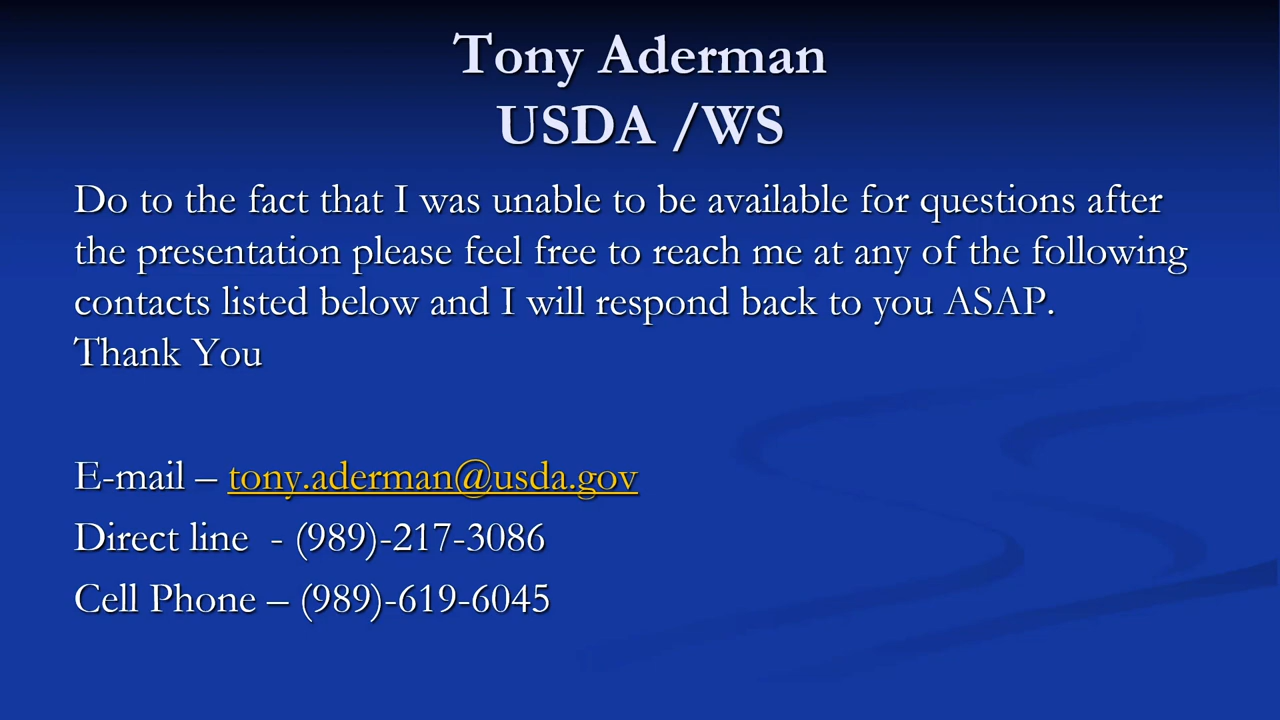 Tony Aderman
USDA /WS
Do to the fact that I was unable to be available for questions after
the presentation please feel free to reach me at any of the following
contacts listed below and I will respond back to you ASAP.
Thank You
E-mail – tony.aderman@usda.gov
Direct line  - (989)-217-3086
Cell Phone – (989)-619-6045